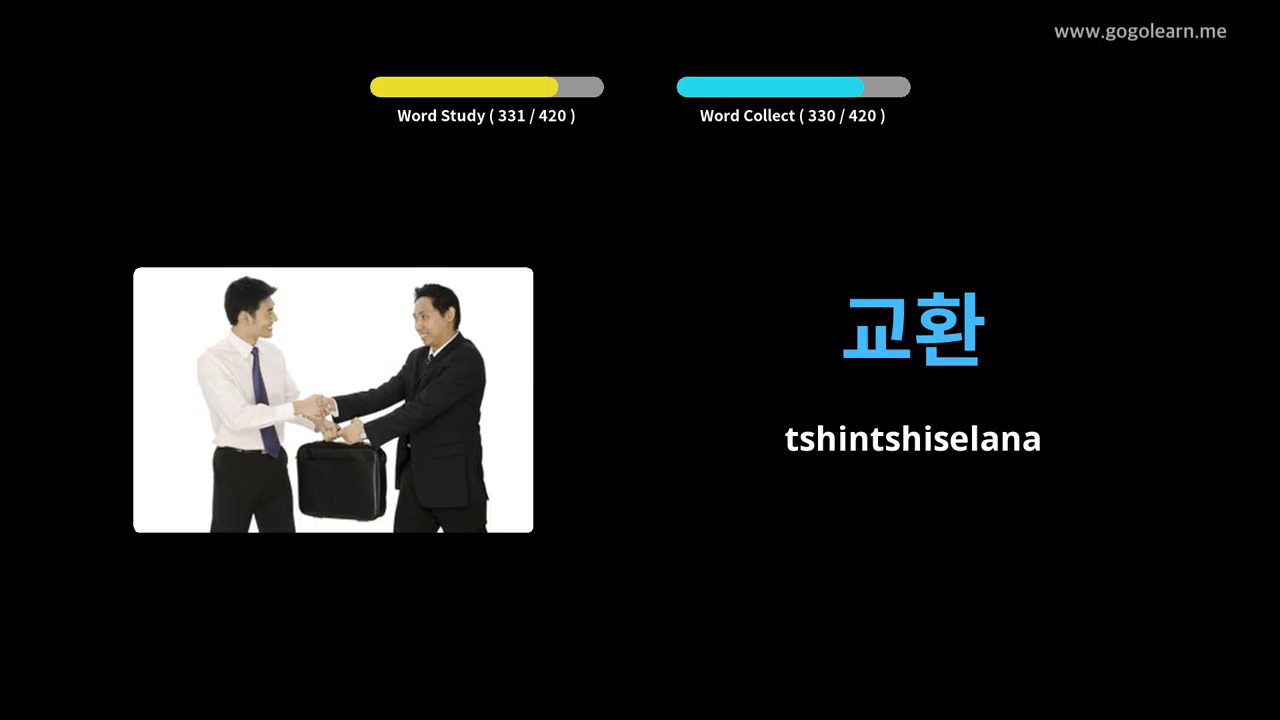 www.gogolearn.me
Word Study ( 331 / 420 )
Word Collect ( 330 / 420 )
교환
tshintshiselana